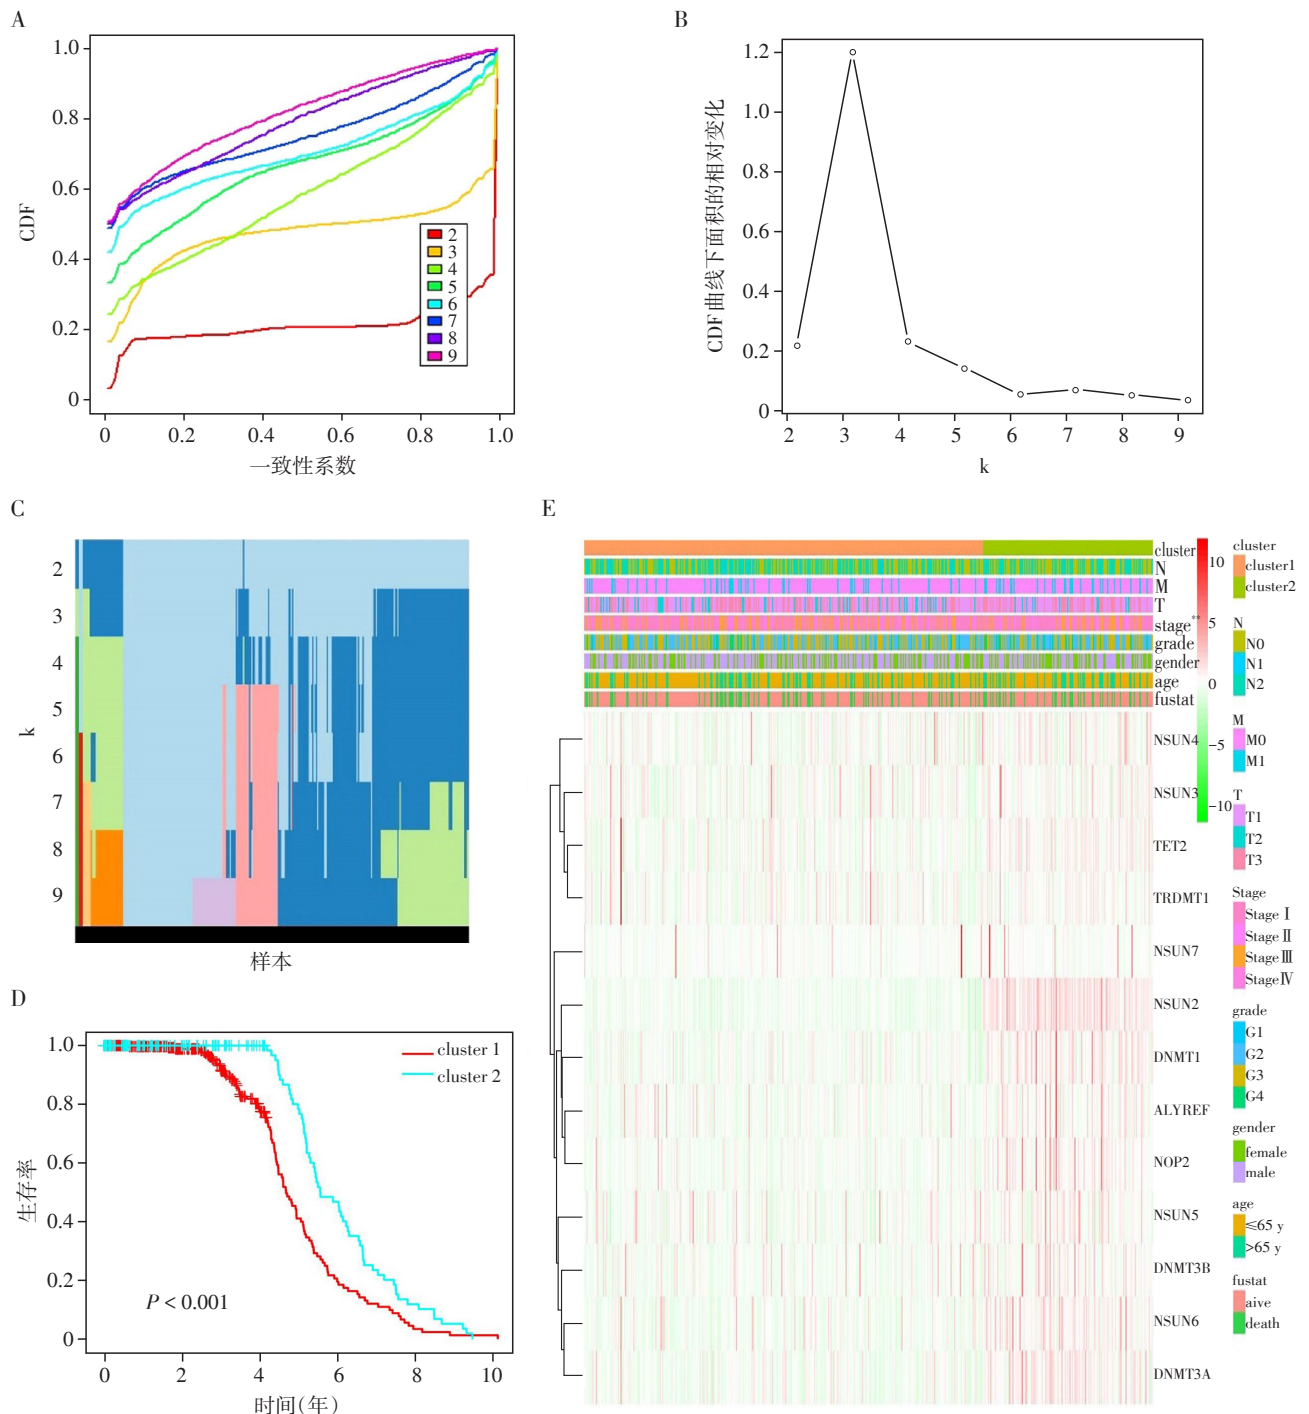 A
1.0
0.8
0.6
0.4
0.2
0
CDF
0 0.2 0.4 0.6 0.8 1.0
一致性系数
2
3
4
5
6
7
8
9
B
1.2
1.0
0.8
0.6
0.4
0.2
0
CDF曲线下面积的相对变化
2 3 4 5 6 7 8 9
k
C
2
3
4
5
6
7
8
9
k
样本
D
1.0
0.8
0.6
0.4
0.2
0
生存率
cluster 1
cluster 2
P < 0.001
0 2 4 6 8 10
时间(年)
E
cluster
N
M
T
stage**
grade
gender
age
fustat
NSUN4
NSUN3
TET2
TRDMT1
NSUN7
NSUN2
DNMT1
ALYREF
NOP2
NSUN5
DNMT3B
NSUN6
DNMT3A
10
5
0
−5
−10
cluster
cluster1
cluster2
N
N0
N1
N2
M
M0
M1
T
T1
T2
T3
Stage
Stage Ⅰ
Stage Ⅱ
Stage Ⅲ
Stage Ⅳ
grade
G1
G2
G3
G4
gender
female
male
age
≤65 y
>65 y
fustat
aive
death